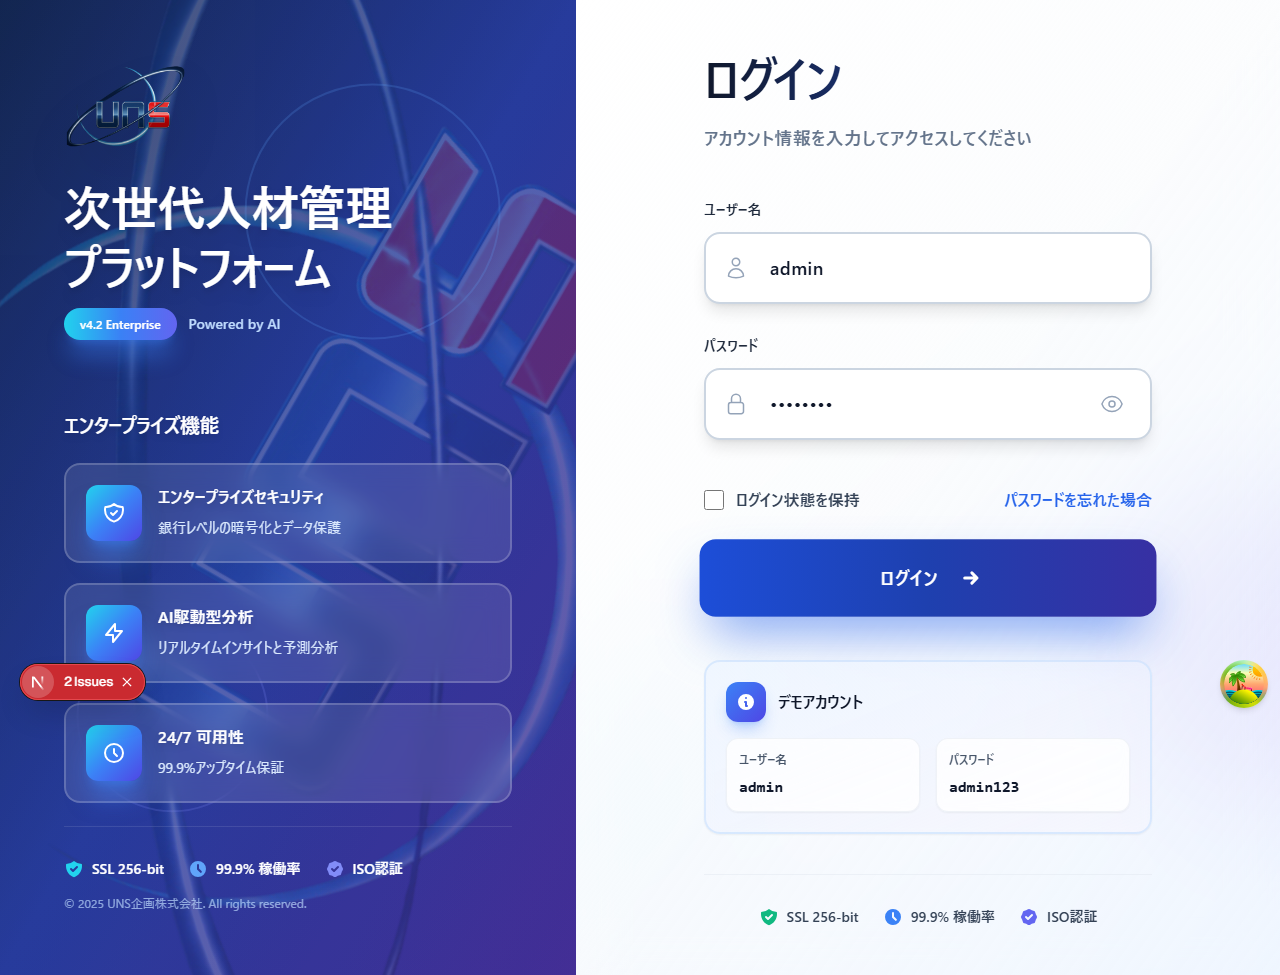 UNS
次世代人材管理
プラットフォーム
v4.2 Enterprise
Powered by AI
エンタープライズ機能
エンタープライズセキュリティ
銀行レベルの暗号化とデータ保護
AI駆動型分析
リアルタイムインサイトと予測分析
N
2 Issues
24/7 可用性
99.9%アップタイム保証
SSL 256-bit
99.9% 稼働率
ISO認証
© 2025 UNS企画株式会社. All rights reserved.
ログイン
アカウント情報を入力してアクセスしてください
ユーザー名
admin
パスワード
••••••••
ログイン状態を保持
パスワードを忘れた場合
ログイン
デモアカウント
ユーザー名
admin
パスワード
admin123
SSL 256-bit
99.9% 稼働率
ISO認証